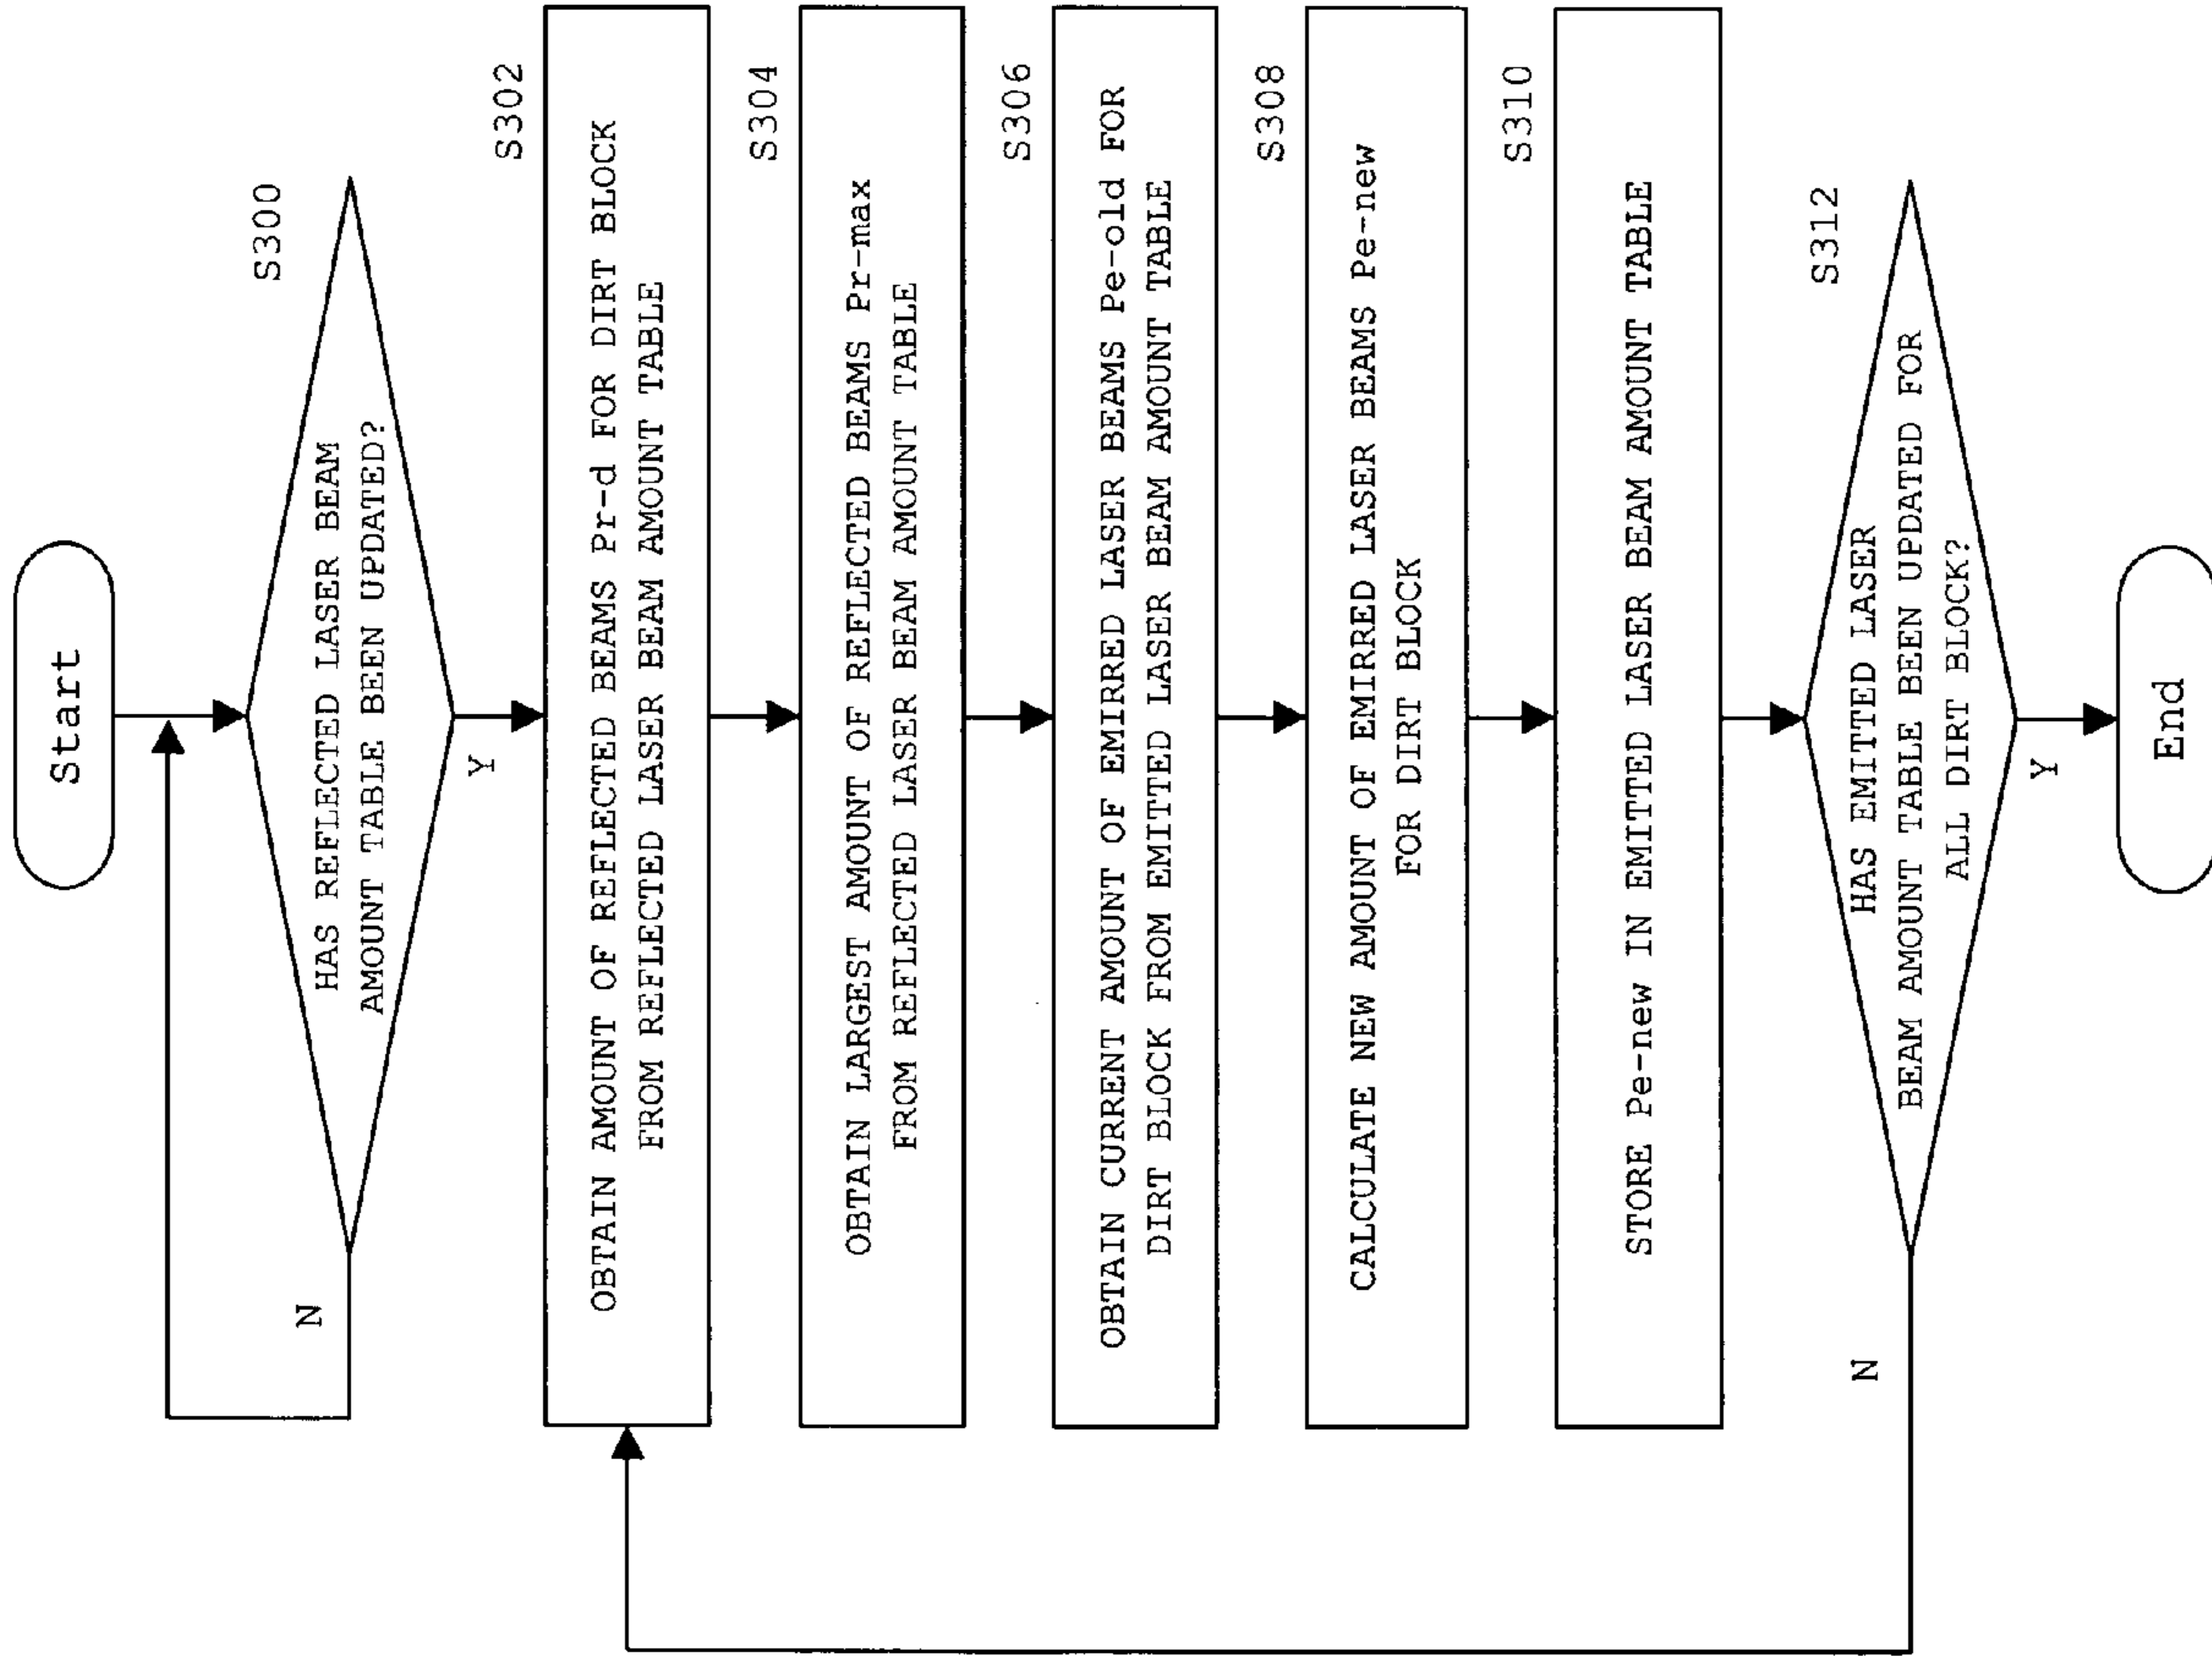 Start
S300
HAS REFLECTED LASER BEAM
AMOUNT TABLE BEEN UPDATED?
N
Y
S302
OBTAIN AMOUNT OF REFLECTED BEAMS Pr-d FOR DIRT BLOCK
FROM REFLECTED LASER BEAM AMOUNT TABLE
S304
OBTAIN LARGEST AMOUNT OF REFLECTED BEAMS Pr-max
FROM REFLECTED LASER BEAM AMOUNT TABLE
S306
OBTAIN CURRENT AMOUNT OF EMIRRED LASER BEAMS Pe-old FOR
DIRT BLOCK FROM EMITTED LASER BEAM AMOUNT TABLE
S308
CALCULATE NEW AMOUNT OF EMIRRED LASER BEAMS Pe-new
FOR DIRT BLOCK
S310
STORE Pe-new IN EMITTED LASER BEAM AMOUNT TABLE
S312
HAS EMITTED LASER
BEAM AMOUNT TABLE BEEN UPDATED FOR
ALL DIRT BLOCK?
N
Y
End